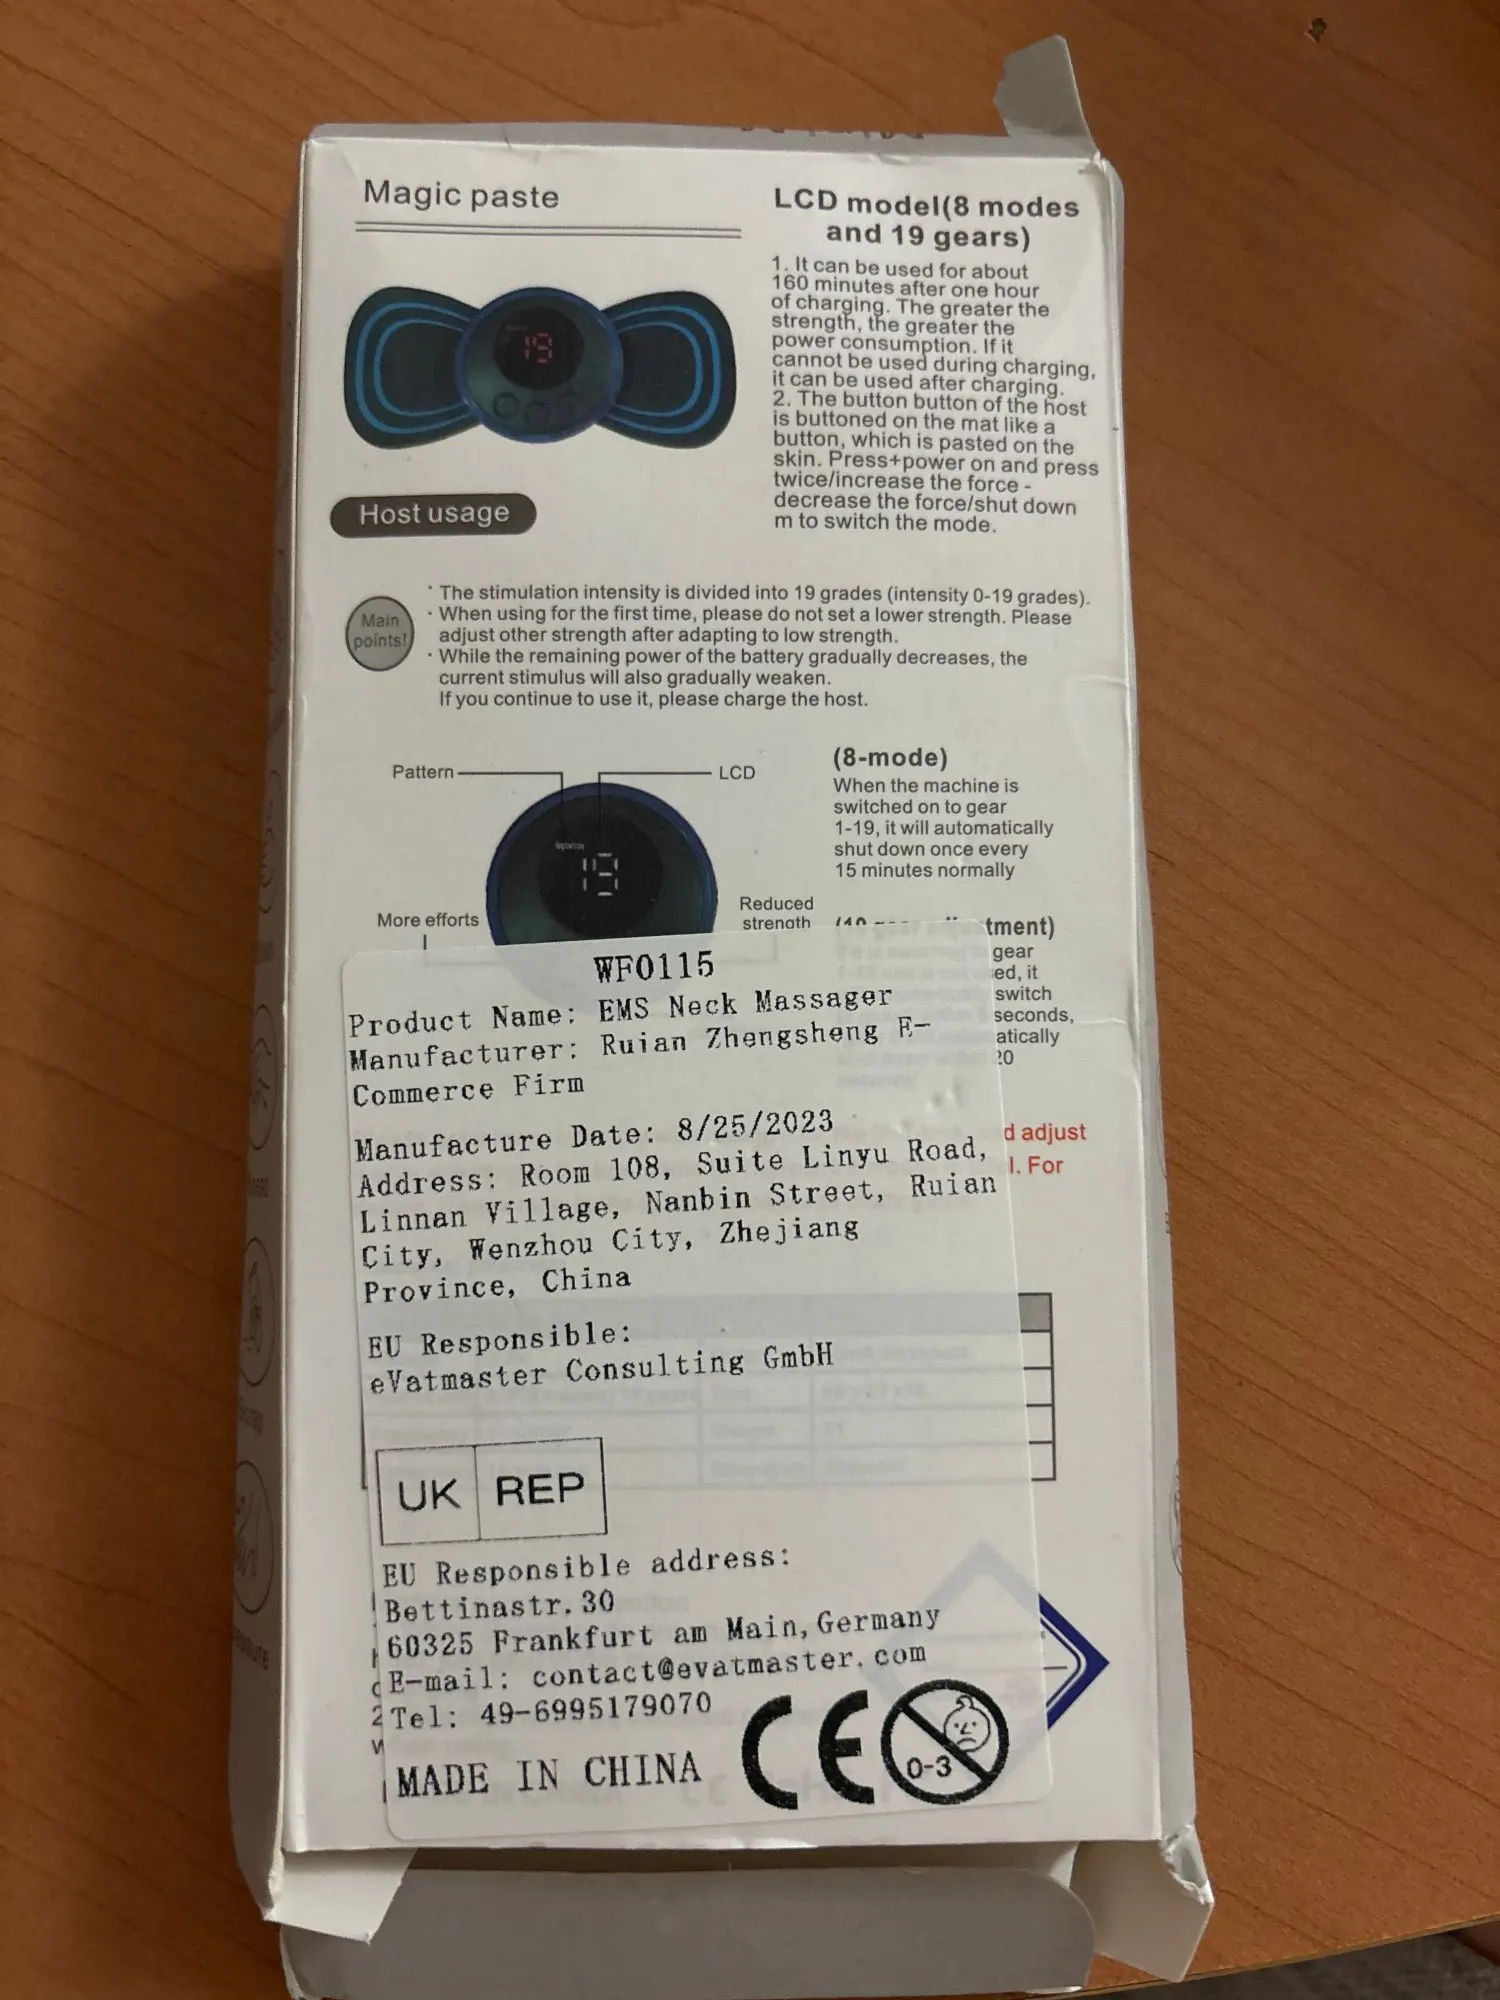 Magic paste
19
Host usage
LCD model(8 modes
and 19 gears)
1. It can be used for about
160 minutes after one hour
of charging. The greater the
strength, the greater the
power consumption. If it
cannot be used during charging,
it can be used after charging.
2. The button button of the host
is buttoned on the mat like a
button, which is pasted on the
skin. Press+power on and press
twice/increase the force -
decrease the force/shut down
m to switch the mode.
Main
points!
· The stimulation intensity is divided into 19 grades (intensity 0-19 grades).
· When using for the first time, please do not set a lower strength. Please
adjust other strength after adapting to low strength.
· While the remaining power of the battery gradually decreases, the
current stimulus will also gradually weaken.
If you continue to use it, please charge the host.
Pattern
LCD
19
More efforts
Reduced
strength
(8-mode)
When the machine is
switched on to gear
1-19, it will automatically
shut down once every
15 minutes normally
tment)
gear
ed, it
switch
seconds,
atically
20
d adjust
l. For
WF0115
Product Name: EMS Neck Massager
Manufacturer: Ruian Zhengsheng E-
Commerce Firm
Manufacture Date: 8/25/2023
Address: Room 108, Suite Linyu Road,
Linnan Village, Nanbin Street, Ruian
City, Wenzhou City, Zhejiang
Province, China
EU Responsible:
eVatmaster Consulting GmbH
UK REP
EU Responsible address:
Bettinastr. 30
60325 Frankfurt am Main, Germany
E-mail: contact@evatmaster.com
Tel: 49-6995179070
MADE IN CHINA
CE
0-3